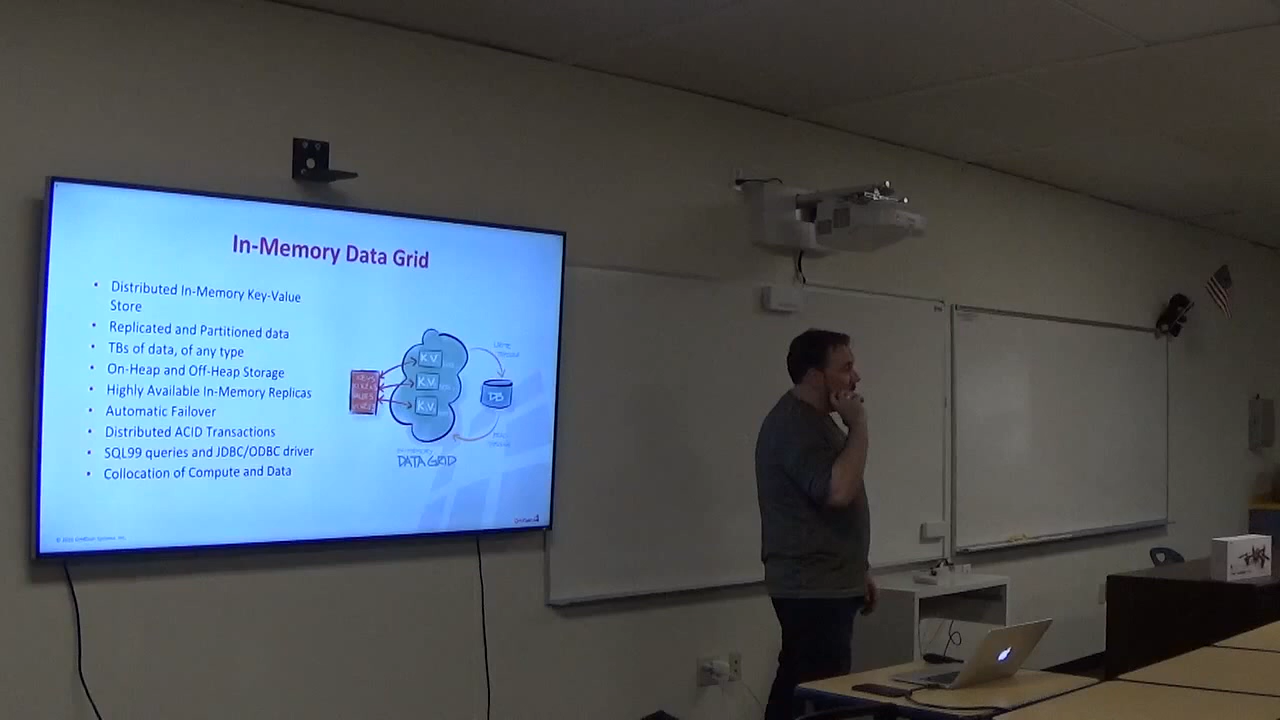 In-Memory Data Grid
• Distributed In-Memory Key-Value
Store
• Replicated and Partitioned data
• TBs of data, of any type
• On-Heap and Off-Heap Storage
• Highly Available In-Memory Replicas
• Automatic Failover
• Distributed ACID Transactions
• SQL99 queries and JDBC/ODBC driver
• Collocation of Compute and Data
K V
K V
K V
DB
DATA GRID